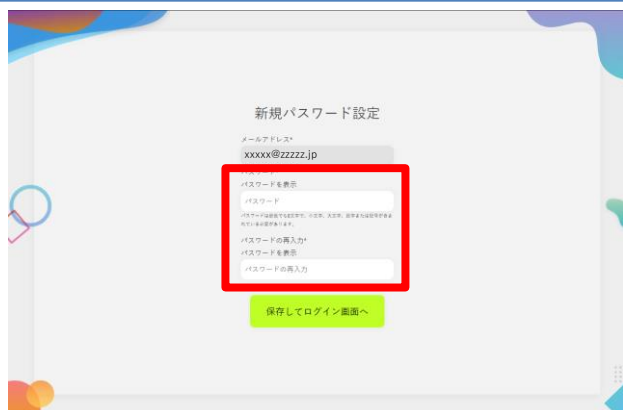 新規パスワード設定
メールアドレス*
xxxxx@zzzzz.jp
パスワードを表示
パスワード
パスワードの再入力*
パスワードを表示
パスワードの再入力
保存してログイン画面へ